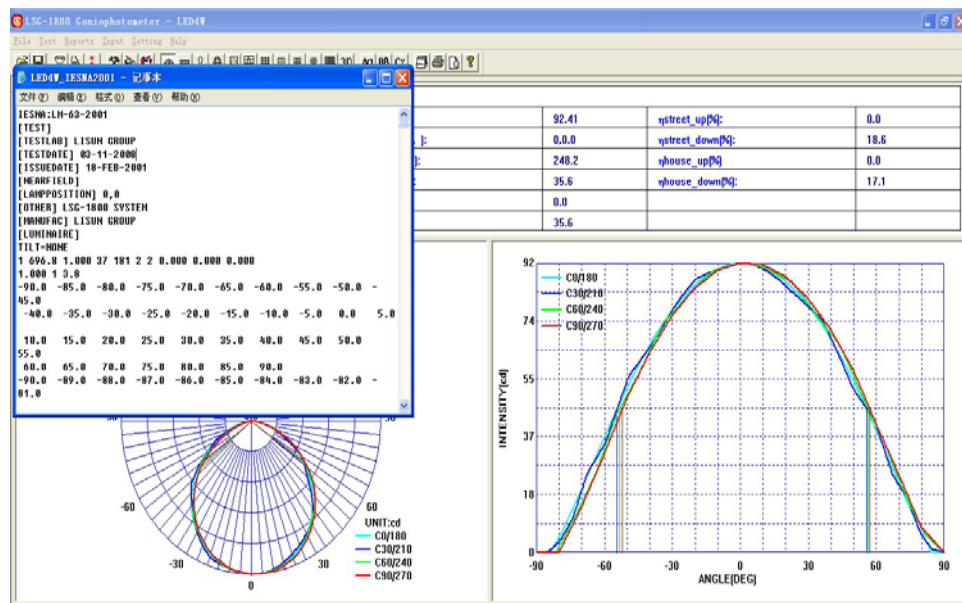 LSG-1800 Goniophotometer - LED4W
File Test Reports Input Setting Help
LED4W_IESNA2001 - 记事本
文件(F) 编辑(E) 格式(O) 查看(V) 帮助(H)
IESNA:LM-63-2001
[TEST]
[TESTLAB] LISUN GROUP
[TESTDATE] 03-11-2008
[ISSUEDATE] 18-FEB-2001
[NEARFIELD]
[LAMPPOSITION] 0,0
[OTHER] LSG-1800 SYSTEM
[MANUFAC] LISUN GROUP
[LUMINAIRE]
TILT=NONE
1 696.8 1.000 37 181 2 2 0.000 0.000 0.000
1.000 1 3.8
-90.0 -85.0 -80.0 -75.0 -70.0 -65.0 -60.0 -55.0 -50.0 -
45.0
-40.0 -35.0 -30.0 -25.0 -20.0 -15.0 -10.0 -5.0 0.0 5.0
10.0 15.0 20.0 25.0 30.0 35.0 40.0 45.0 50.0
55.0
60.0 65.0 70.0 75.0 80.0 85.0 90.0
-90.0 -89.0 -88.0 -87.0 -86.0 -85.0 -84.0 -83.0 -82.0 -
81.0
92.41 ηstreet_up[%]: 0.0
]: 0,0.0 ηstreet_down[%]: 18.6
]: 248.2 ηhouse_up[%] 0.0
: 35.6 ηhouse_down[%]: 17.1
0.0
35.6
-60
60
-30
30
0
UNIT:cd
C0/180
C30/210
C60/240
C90/270
INTENSITY[cd]
92
74
55
37
18
0
C0/180
C30/210
C60/240
C90/270
-90 -60 -30 0 30 60 90
ANGLE[DEG]